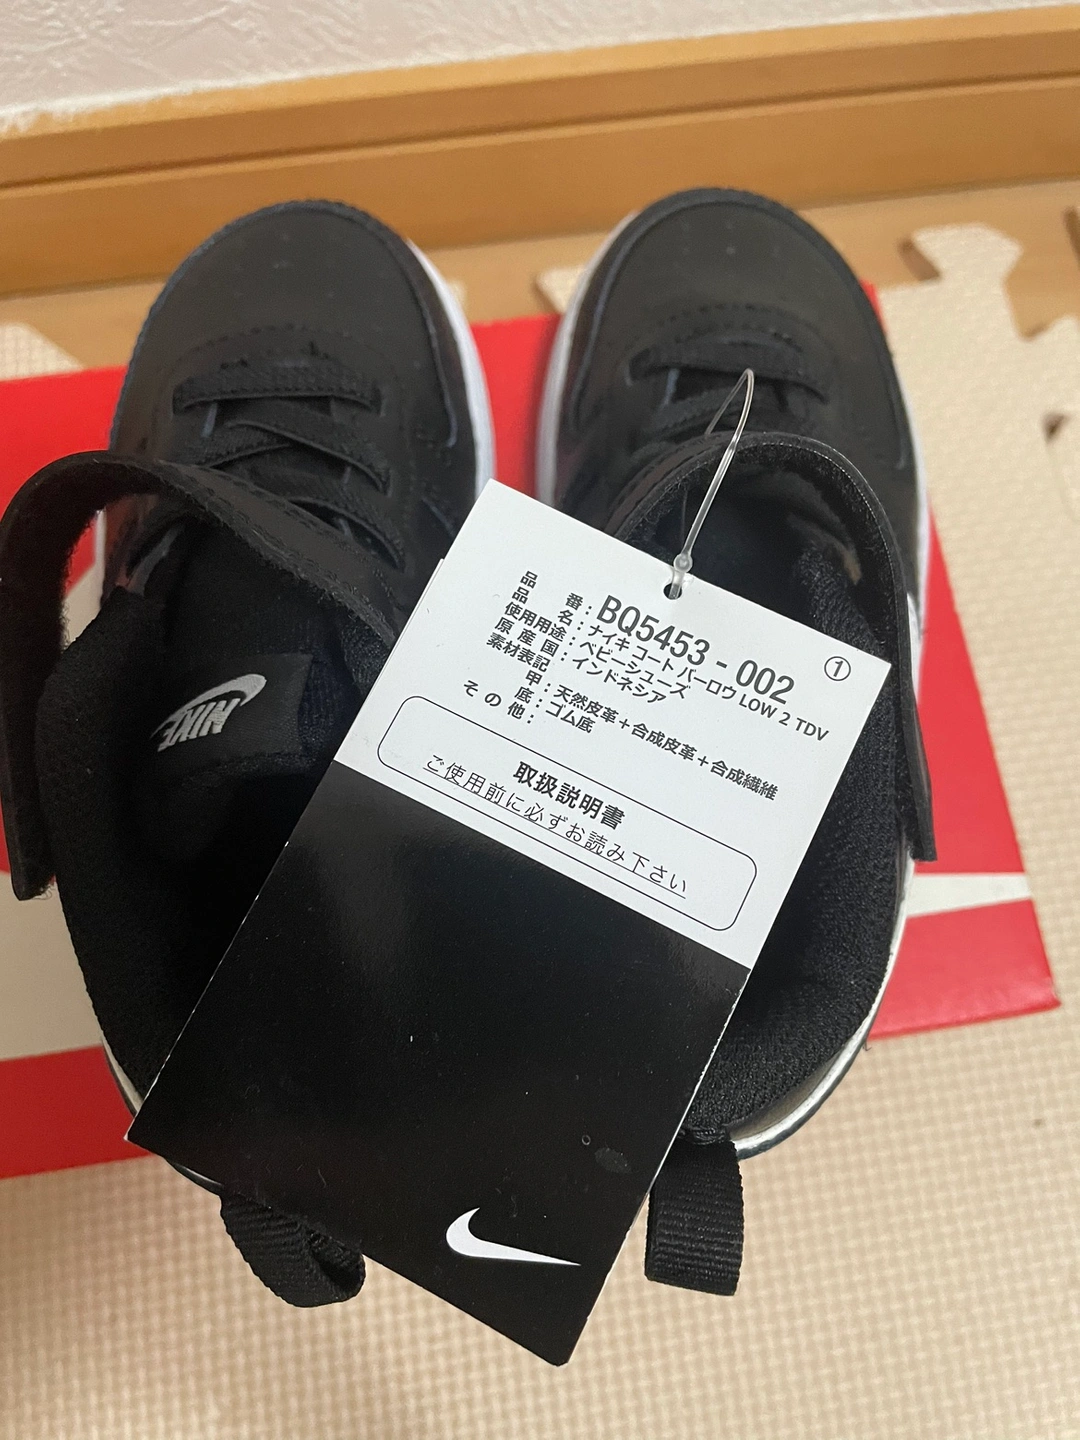 ①
品番：BQ5453 - 002
品名：ナイキ コート バーロウ LOW 2 TDV
使用用途：ベビーシューズ
原産国：インドネシア
素材表記：
甲：天然皮革＋合成皮革＋合成繊維
底：ゴム底
その他：
取扱説明書
ご使用前に必ずお読み下さい
NIKE